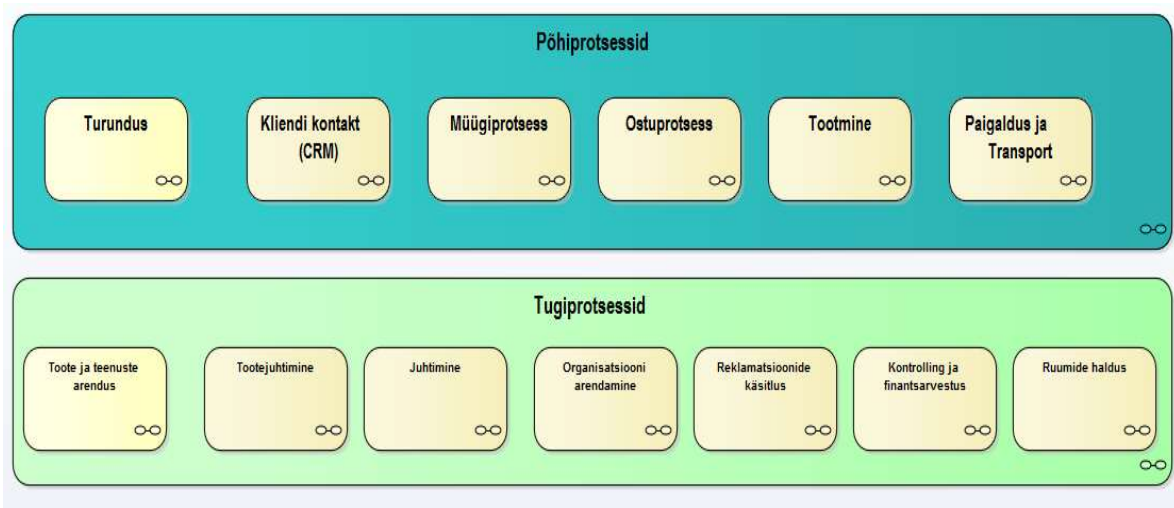 Põhiprotsessid
Turundus
Kliendi kontakt
(CRM)
Müügiprotsess
Ostuprotsess
Tootmine
Paigaldus ja
Transport
Tugiprotsessid
Toote ja teenuste
arendus
Tootejuhtimine
Juhtimine
Organisatsiooni
arendamine
Reklamatsioonide
käsitlus
Kontrolling ja
finantsarvestus
Ruumide haldus